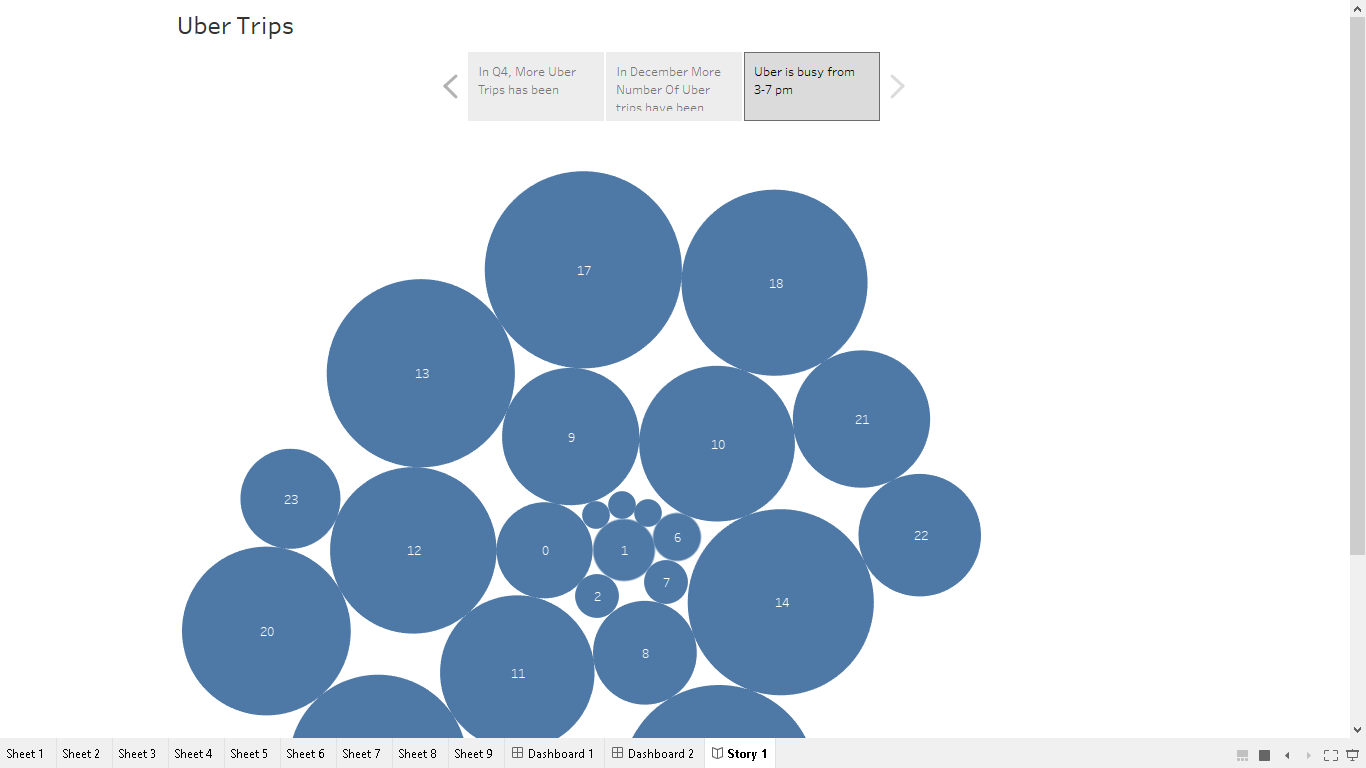 Uber Trips
In Q4, More Uber
Trips has been
In December More
Number Of Uber
trips have been
Uber is busy from
3-7 pm
17
18
13
21
9
10
23
22
6
0
1
12
7
2
14
20
8
11
Sheet 1 Sheet 2 Sheet 3 Sheet 4 Sheet 5 Sheet 6 Sheet 7 Sheet 8 Sheet 9 Dashboard 1 Dashboard 2 Story 1